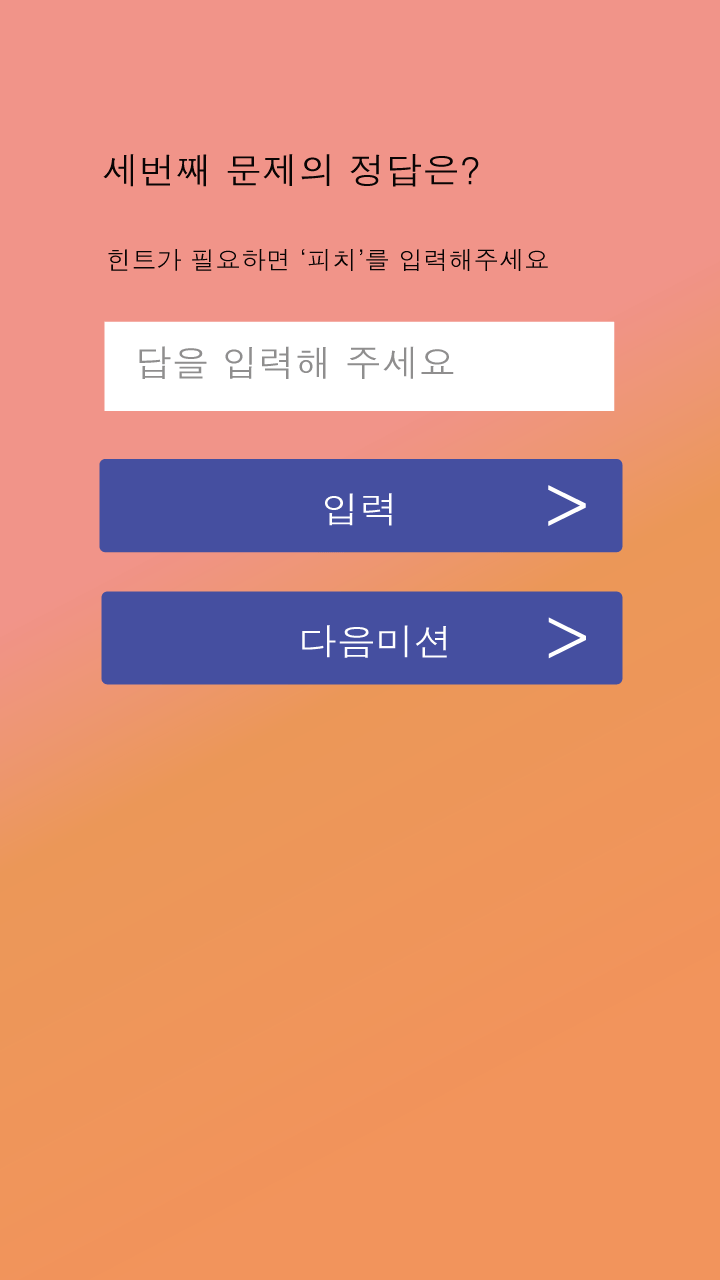 세번째 문제의 정답은?
힌트가 필요하면 ‘피치’를 입력해주세요
답을 입력해 주세요
입력 >
다음미션 >